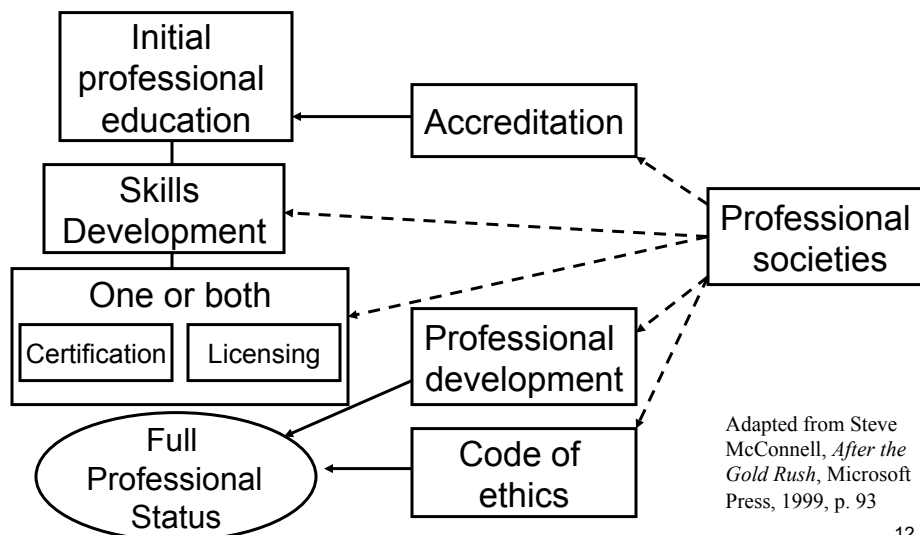 Initial
professional
education
Accreditation
Skills
Development
Professional
societies
One or both
Certification
Licensing
Professional
development
Full
Professional
Status
Code of
ethics
Adapted from Steve
McConnell, After the
Gold Rush, Microsoft
Press, 1999, p. 93
12